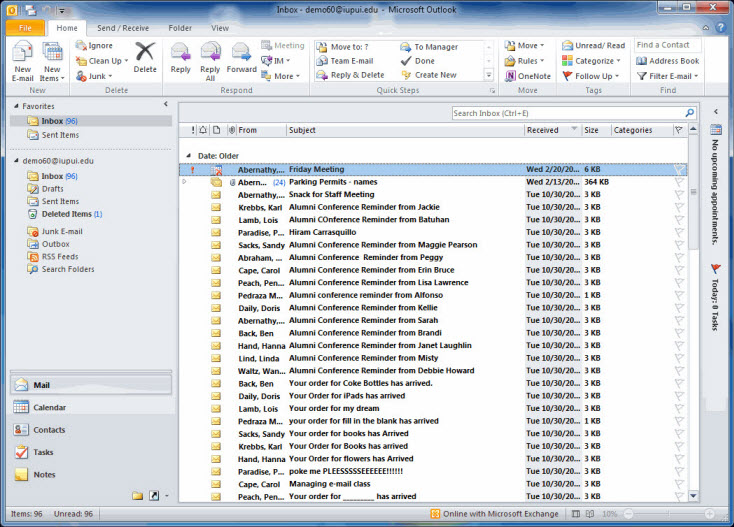 Inbox - demo60@iupui.edu - Microsoft Outlook
File Home Send / Receive Folder View
New E-mail
New Items
New
Ignore
Clean Up
Junk
Delete
Delete
Reply
Reply All
Forward
Meeting
IM
More
Respond
Move to: ?
Team E-mail
Reply & Delete
To Manager
Done
Create New
Quick Steps
Move
Rules
OneNote
Move
Unread/ Read
Categorize
Follow Up
Tags
Find a Contact
Address Book
Filter E-mail
Find
Favorites
Inbox (96)
Sent Items
demo60@iupui.edu
Inbox (96)
Drafts
Sent Items
Deleted Items (1)
Junk E-mail
Outbox
RSS Feeds
Search Folders
Mail
Calendar
Contacts
Tasks
Notes
Search Inbox (Ctrl+E)
From Subject Received Size Categories
Date: Older
Abernathy,... Friday Meeting Wed 2/20/20... 6 KB
Abern... (24) Parking Permits - names Wed 2/13/20... 364 KB
Abernathy,... Snack for Staff Meeting Tue 10/30/20... 3 KB
Krebbs, Karl Alumni Conference Reminder from Jackie Tue 10/30/20... 3 KB
Lamb, Lois Alumni COnference Reminder from Batuhan Tue 10/30/20... 3 KB
Paradise, P... Hiram Carrasquillo Tue 10/30/20... 3 KB
Sacks, Sandy Alumni Conference Reminder from Maggie Pearson Tue 10/30/20... 3 KB
Abraham, ... Alumni Conference Reminder from Peggy Tue 10/30/20... 3 KB
Cape, Carol Alumni Conference Reminder from Erin Bruce Tue 10/30/20... 3 KB
Peach, Pen... Alumni Conference Reminder from Lisa Lawrence Tue 10/30/20... 3 KB
Pedraza M... Alumni conference reminder from Alfonso Tue 10/30/20... 3 KB
Daily, Doris Alumni Conference Reminder from Kellie Tue 10/30/20... 3 KB
Abernathy,... Alumni Conference Reminder from Sarah Tue 10/30/20... 3 KB
Back, Ben Alumni Conference Reminder from Brandi Tue 10/30/20... 3 KB
Hand, Hanna Alumni Conference Reminder from Janet Laughlin Tue 10/30/20... 3 KB
Lind, Linda Alumni Conference Reminder from Misty Tue 10/30/20... 3 KB
Waltz, Wan... Alumni Conference Reminder from Debbie Howard Tue 10/30/20... 3 KB
Back, Ben Your Order for Coke Bottles has arrived. Tue 10/30/20... 3 KB
Daily, Doris Your Order for iPads has arrived Tue 10/30/20... 3 KB
Lamb, Lois Your order for my dream Tue 10/30/20... 3 KB
Pedraza M... your order for fill in the blank has arrived Tue 10/30/20... 3 KB
Sacks, Sandy Your order for books has Arrived Tue 10/30/20... 3 KB
Krebbs, Karl Your Order for Books has arrived Tue 10/30/20... 3 KB
Hand, Hanna Your Order for flowers has Arrived Tue 10/30/20... 3 KB
Paradise, P... poke me PLEESSSSSEEEEEE!!!!!! Tue 10/30/20... 3 KB
Cape, Carol Managing e-mail class Tue 10/30/20... 3 KB
Peach, Pen... Your order for _________ has arrived Tue 10/30/20... 3 KB
No upcoming appointments.
Today: 0 Tasks
Items: 96 Unread: 96
Online with Microsoft Exchange
10%